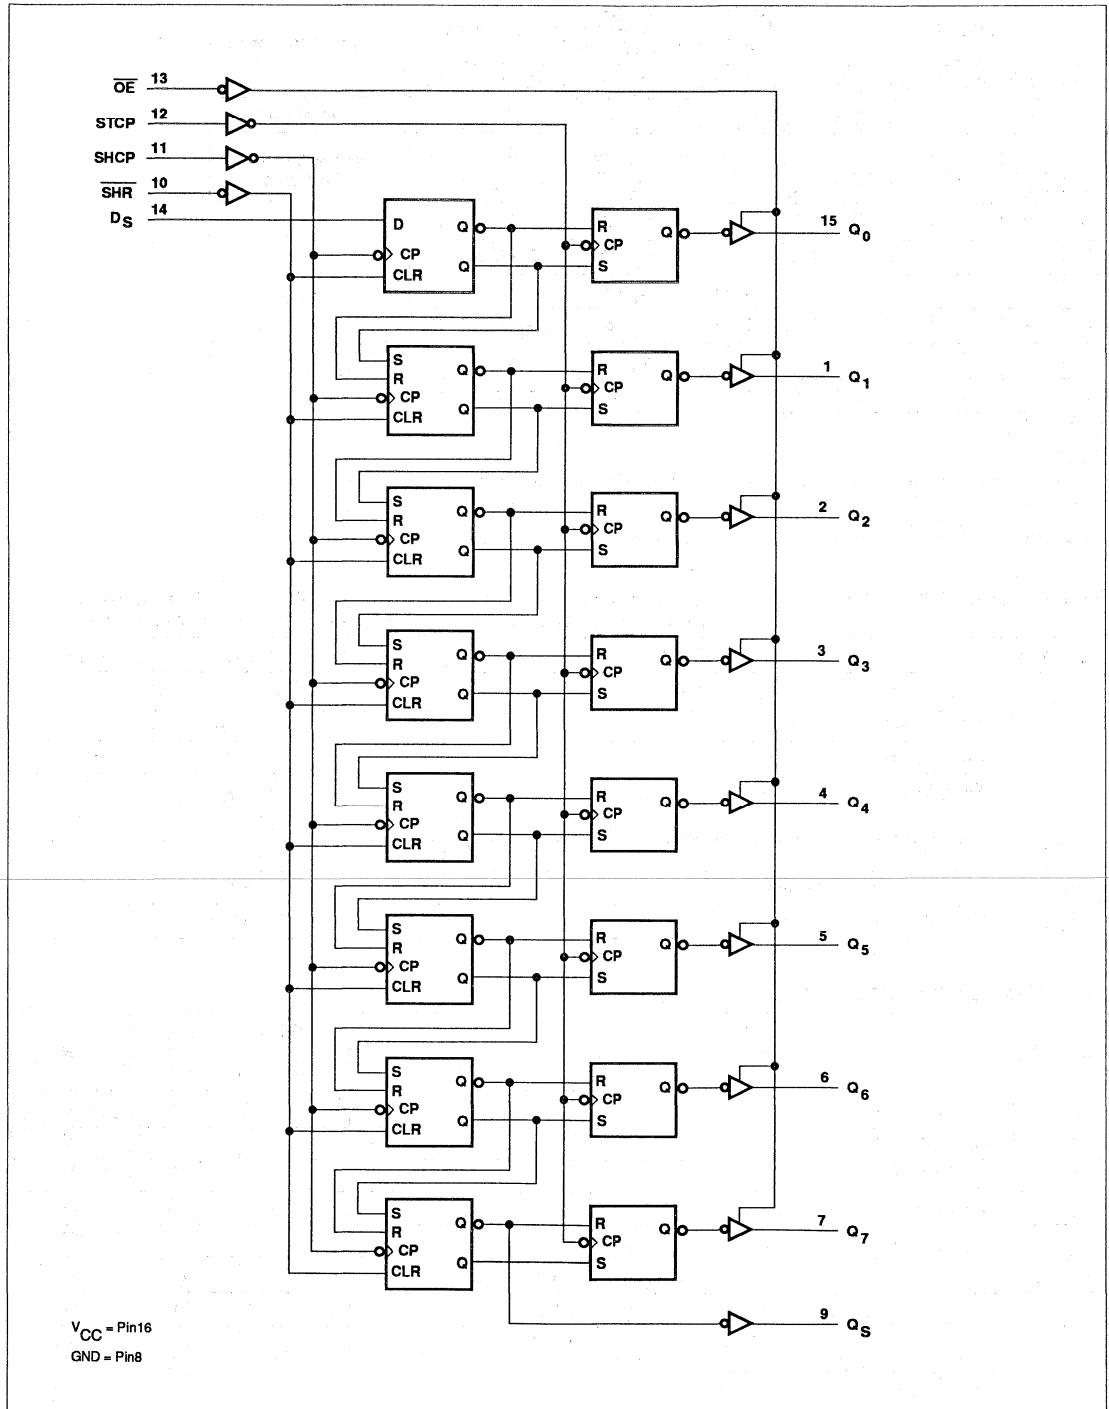 OE 13
STCP 12
SHCP 11
SHR 10
DS 14
D Q R Q 15 Q0
CP CP
CLR Q S
S Q R Q 1 Q1
R CP
CP Q S
CLR
S Q R Q 2 Q2
R CP
CP Q S
CLR
S Q R Q 3 Q3
R CP
CP Q S
CLR
S Q R Q 4 Q4
R CP
CP Q S
CLR
S Q R Q 5 Q5
R CP
CP Q S
CLR
S Q R Q 6 Q6
R CP
CP Q S
CLR
S Q R Q 7 Q7
R CP
CP Q S
CLR
9 QS
VCC = Pin16
GND = Pin8